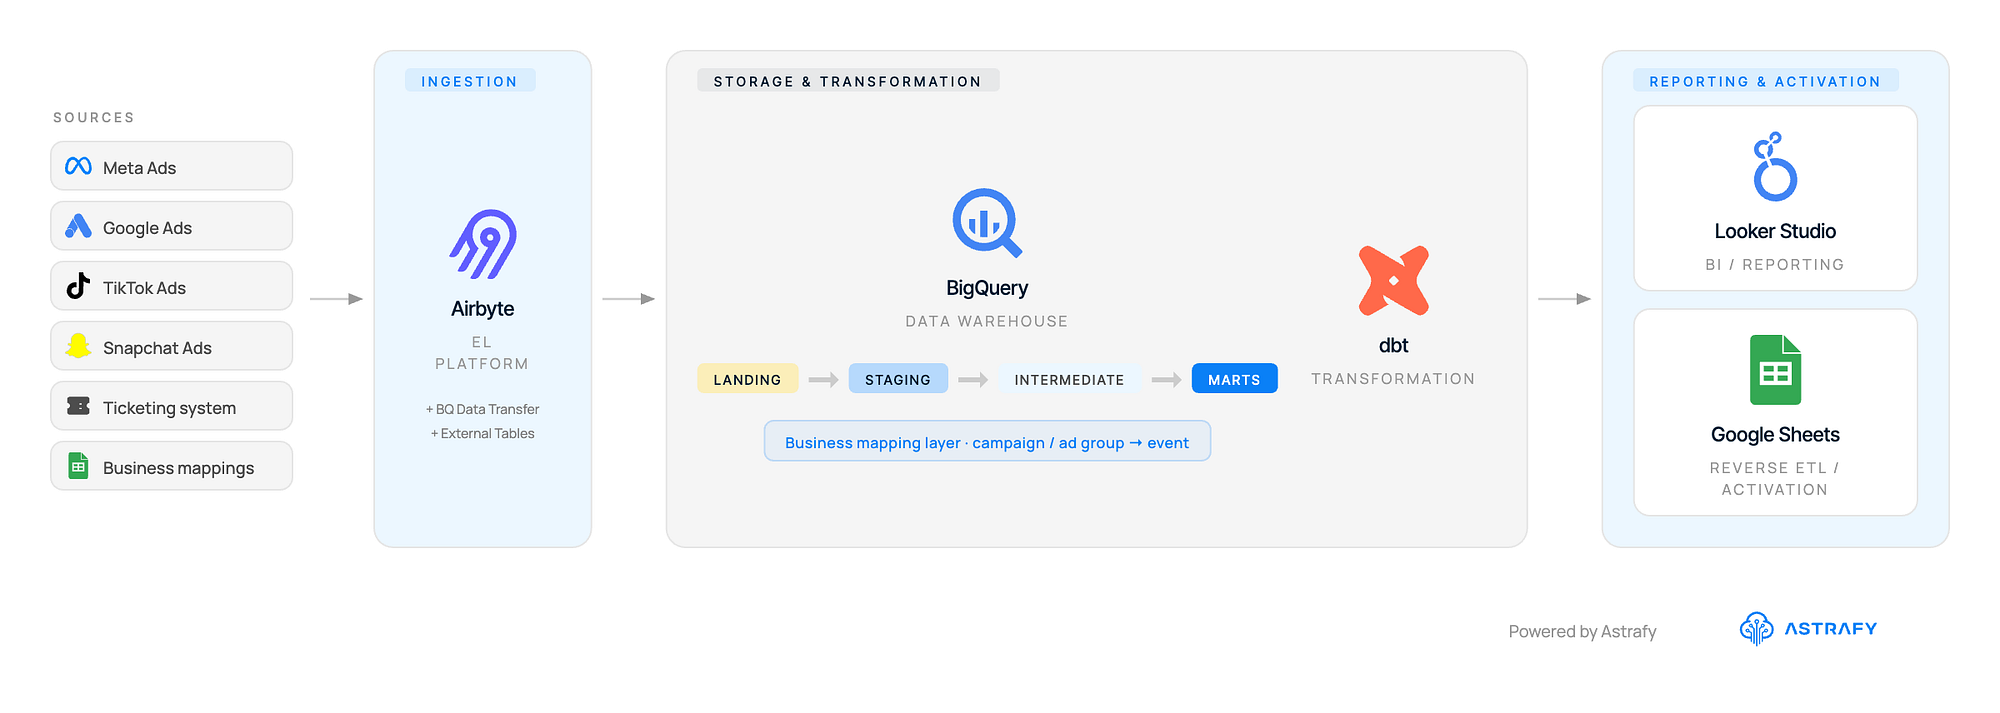 SOURCES
Meta Ads
Google Ads
TikTok Ads
Snapchat Ads
Ticketing system
Business mappings
INGESTION
Airbyte
EL
PLATFORM
+ BQ Data Transfer
+ External Tables
STORAGE & TRANSFORMATION
BigQuery
DATA WAREHOUSE
LANDING
STAGING
INTERMEDIATE
MARTS
Business mapping layer · campaign / ad group → event
dbt
TRANSFORMATION
REPORTING & ACTIVATION
Looker Studio
BI / REPORTING
Google Sheets
REVERSE ETL /
ACTIVATION
Powered by Astrafy
ASTRAFY